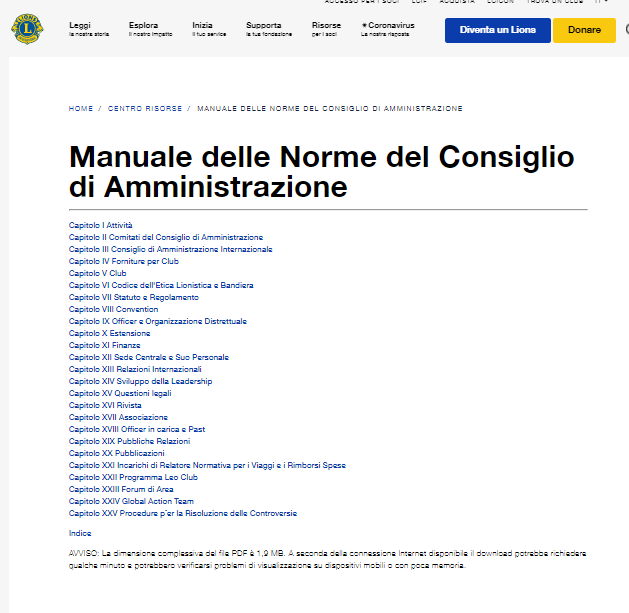 ACCESSO PER I SOCI LCIF ACQUISTA LCICON TROVA UN CLUB IT
Leggi Esplora Inizia Supporta Risorse Coronavirus
la nostra storia il nostro impatto il tuo service la tua fondazione per i soci La nostra risposta
Diventa un Lions Donare
HOME / CENTRO RISORSE / MANUALE DELLE NORME DEL CONSIGLIO DI AMMINISTRAZIONE
Manuale delle Norme del Consiglio
di Amministrazione
Capitolo I Attività
Capitolo II Comitati del Consiglio di Amministrazione
Capitolo III Consiglio di Amministrazione Internazionale
Capitolo IV Forniture per Club
Capitolo V Club
Capitolo VI Codice dell'Etica Lionistica e Bandiera
Capitolo VII Statuto e Regolamento
Capitolo VIII Convention
Capitolo IX Officer e Organizzazione Distrettuale
Capitolo X Estensione
Capitolo XI Finanze
Capitolo XII Sede Centrale e Suo Personale
Capitolo XIII Relazioni Internazionali
Capitolo XIV Sviluppo della Leadership
Capitolo XV Questioni legali
Capitolo XVI Rivista
Capitolo XVII Associazione
Capitolo XVIII Officer in carica e Past
Capitolo XIX Pubbliche Relazioni
Capitolo XX Pubblicazioni
Capitolo XXI Incarichi di Relatore Normativa per i Viaggi e i Rimborsi Spese
Capitolo XXII Programma Leo Club
Capitolo XXIII Forum di Area
Capitolo XXIV Global Action Team
Capitolo XXV Procedure p'er la Risoluzione delle Controversie
Indice
AVVISO: La dimensione complessiva del file PDF è 1,9 MB. A seconda della connessione Internet disponibile il download potrebbe richiedere
qualche minuto e potrebbero verificarsi problemi di visualizzazione su dispositivi mobili o con poca memoria.